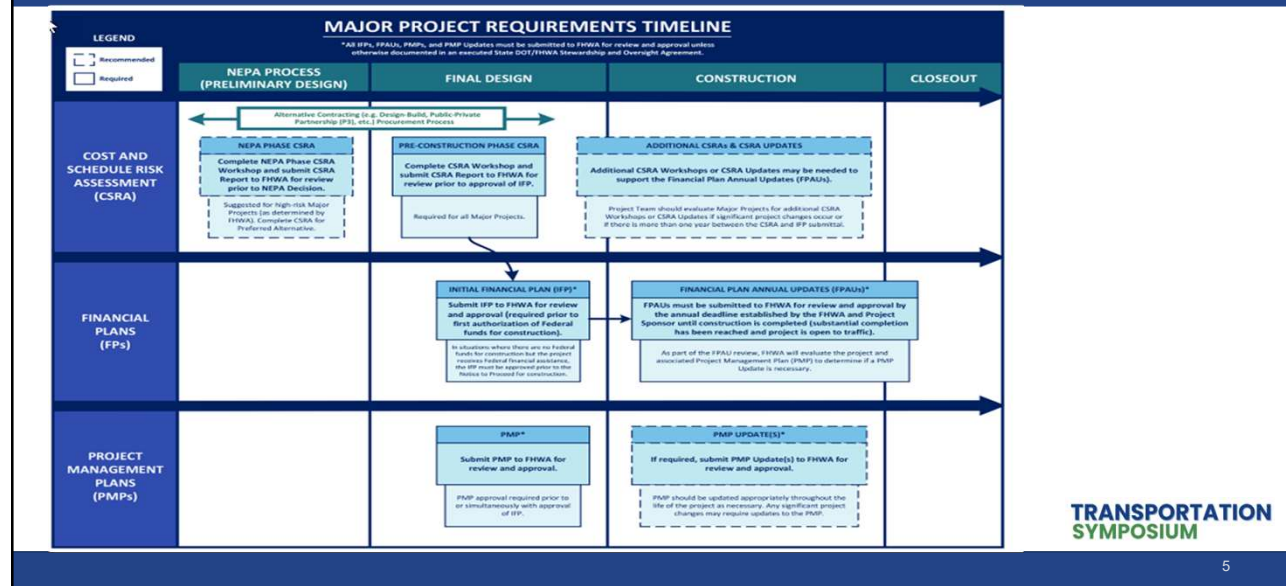 MAJOR PROJECT REQUIREMENTS TIMELINE
*All IFPs, FPAUs, PMPs, and PMP Updates must be submitted to FHWA for review and approval unless
otherwise documented in an executed State DOT/FHWA Stewardship and Oversight Agreement.
LEGEND
Recommended
Required
NEPA PROCESS
(PRELIMINARY DESIGN)
FINAL DESIGN
CONSTRUCTION
CLOSEOUT
COST AND
SCHEDULE RISK
ASSESSMENT
(CSRA)
Alternative Contracting (e.g. Design-Build, Public-Private
Partnership (P3), etc.) Procurement Process
NEPA PHASE CSRA
Complete NEPA Phase CSRA
Workshop and submit CSRA
Report to FHWA for review
prior to NEPA Decision.
Suggested for high-risk Major
Projects (as determined by
FHWA). Complete CSRA for
Preferred Alternative.
PRE-CONSTRUCTION PHASE CSRA
Complete CSRA Workshop and
submit CSRA Report to FHWA for
review prior to approval of IFP.
Required for all Major Projects.
ADDITIONAL CSRAs & CSRA UPDATES
Additional CSRA Workshops or CSRA Updates may be needed to
support the Financial Plan Annual Updates (FPAUs).
Project Team should evaluate Major Projects for additional CSRA
Workshops or CSRA Updates if significant project changes occur or
if there is more than one year between the CSRA and IFP submittal.
FINANCIAL
PLANS
(FPs)
INITIAL FINANCIAL PLAN (IFP)*
Submit IFP to FHWA for review
and approval (required prior to
first authorization of Federal
funds for construction).
In situations where there are no Federal
funds for construction but the project
receives Federal financial assistance,
the IFP must be approved prior to the
Notice to Proceed for construction.
FINANCIAL PLAN ANNUAL UPDATES (FPAUs)*
FPAUs must be submitted to FHWA for review and approval by
the annual deadline established by the FHWA and Project
Sponsor until construction is completed (substantial completion
has been reached and project is open to traffic).
As part of the FPAU review, FHWA will evaluate the project and
associated Project Management Plan (PMP) to determine if a PMP
Update is necessary.
PROJECT
MANAGEMENT
PLANS
(PMPs)
PMP*
Submit PMP to FHWA for
review and approval.
PMP approval required prior to
or simultaneously with approval
of IFP.
PMP UPDATE(S)*
If required, submit PMP Update(s) to FHWA for
review and approval.
PMP should be updated appropriately throughout the
life of the project as necessary. Any significant project
changes may require updates to the PMP.
TRANSPORTATION
SYMPOSIUM
5